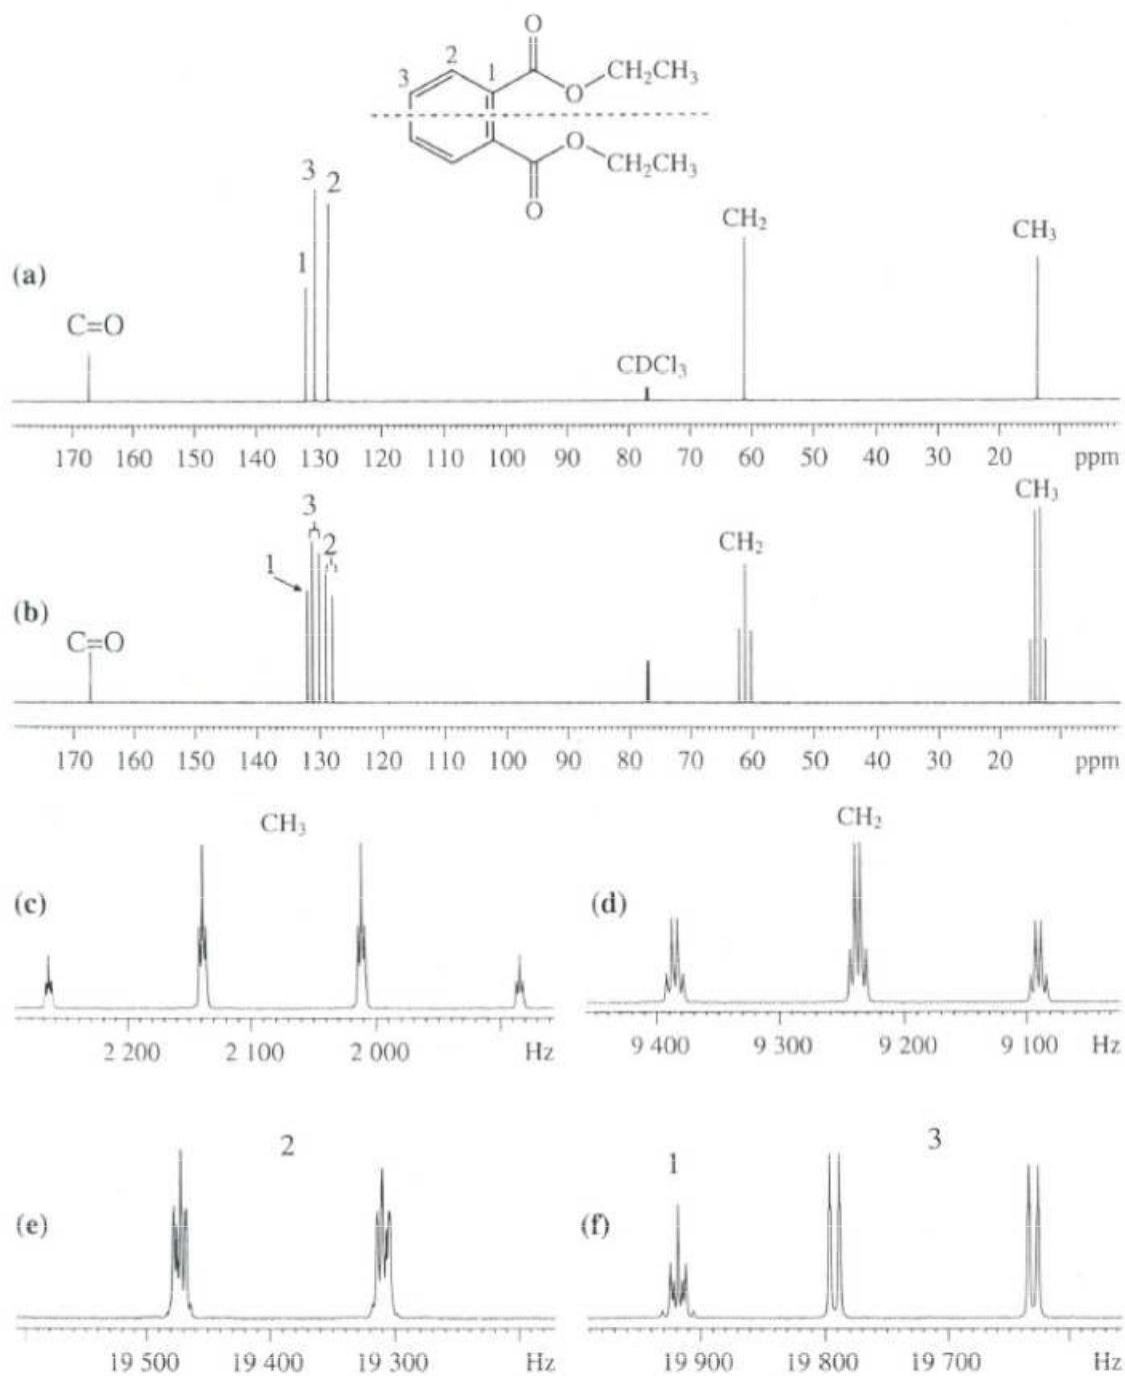 O
2
1
3
O
CH₂CH₃
O
CH₂CH₃
O
3
2
1
CH₂
CH₃
(a)
C=O
CDCl₃
170 160 150 140 130 120 110 100 90 80 70 60 50 40 30 20 ppm
3
CH₃
2
CH₂
1
(b)
C=O
170 160 150 140 130 120 110 100 90 80 70 60 50 40 30 20 ppm
CH₃
CH₂
(c)
(d)
2 200 2 100 2 000 Hz
9 400 9 300 9 200 9 100 Hz
2
3
1
(e)
(f)
19 500 19 400 19 300 Hz
19 900 19 800 19 700 Hz